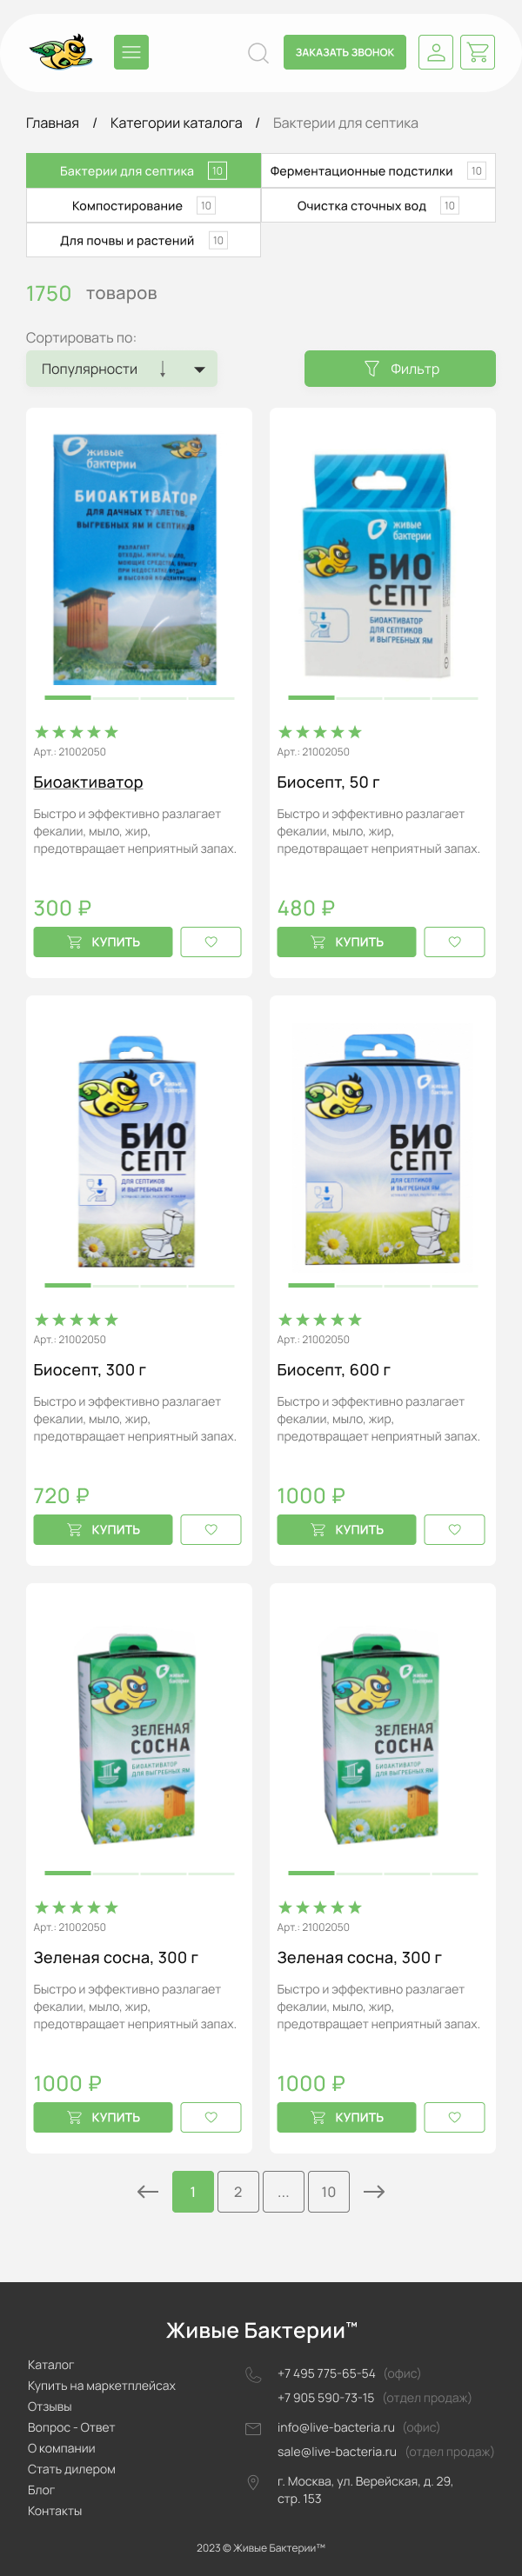 ЗАКАЗАТЬ ЗВОНОК
Главная / Категории каталога / Бактерии для септика
Бактерии для септика 10
Ферментационные подстилки 10
Компостирование 10
Очистка сточных вод 10
Для почвы и растений 10
1750 товаров
Сортировать по:
Популярности
Фильтр
живые
бактерии
БИОАКТИВАТОР
ДЛЯ ДАЧНЫХ ТУАЛЕТОВ,
ВЫГРЕБНЫХ ЯМ И СЕПТИКОВ
РАЗЛАГАЕТ
живые
бактерии
БИО
СЕПТ
БИОАКТИВАТОР
ДЛЯ СЕПТИКОВ
И ВЫГРЕБНЫХ ЯМ
Арт.: 21002050
Биоактиватор
Быстро и эффективно разлагает
фекалии, мыло, жир,
предотвращает неприятный запах.
300 ₽
КУПИТЬ
Арт.: 21002050
Биосепт, 50 г
Быстро и эффективно разлагает
фекалии, мыло, жир,
предотвращает неприятный запах.
480 ₽
КУПИТЬ
БИО
СЕПТ
ДЛЯ СЕПТИКОВ
И ВЫГРЕБНЫХ ЯМ
БИО
СЕПТ
ДЛЯ СЕПТИКОВ
И ВЫГРЕБНЫХ ЯМ
Арт.: 21002050
Биосепт, 300 г
Быстро и эффективно разлагает
фекалии, мыло, жир,
предотвращает неприятный запах.
720 ₽
КУПИТЬ
Арт.: 21002050
Биосепт, 600 г
Быстро и эффективно разлагает
фекалии, мыло, жир,
предотвращает неприятный запах.
1000 ₽
КУПИТЬ
живые
бактерии
ЗЕЛЕНАЯ
СОСНА
БИОАКТИВАТОР
ДЛЯ ВЫГРЕБНЫХ ЯМ
живые
бактерии
ЗЕЛЕНАЯ
СОСНА
БИОАКТИВАТОР
ДЛЯ ВЫГРЕБНЫХ ЯМ
Арт.: 21002050
Зеленая сосна, 300 г
Быстро и эффективно разлагает
фекалии, мыло, жир,
предотвращает неприятный запах.
1000 ₽
КУПИТЬ
Арт.: 21002050
Зеленая сосна, 300 г
Быстро и эффективно разлагает
фекалии, мыло, жир,
предотвращает неприятный запах.
1000 ₽
КУПИТЬ
1 2 ... 10
Живые Бактерии™
Каталог
Купить на маркетплейсах
Отзывы
Вопрос - Ответ
О компании
Стать дилером
Блог
Контакты
+7 495 775-65-54 (офис)
+7 905 590-73-15 (отдел продаж)
info@live-bacteria.ru (офис)
sale@live-bacteria.ru (отдел продаж)
г. Москва, ул. Верейская, д. 29,
стр. 153
2023 © Живые Бактерии™